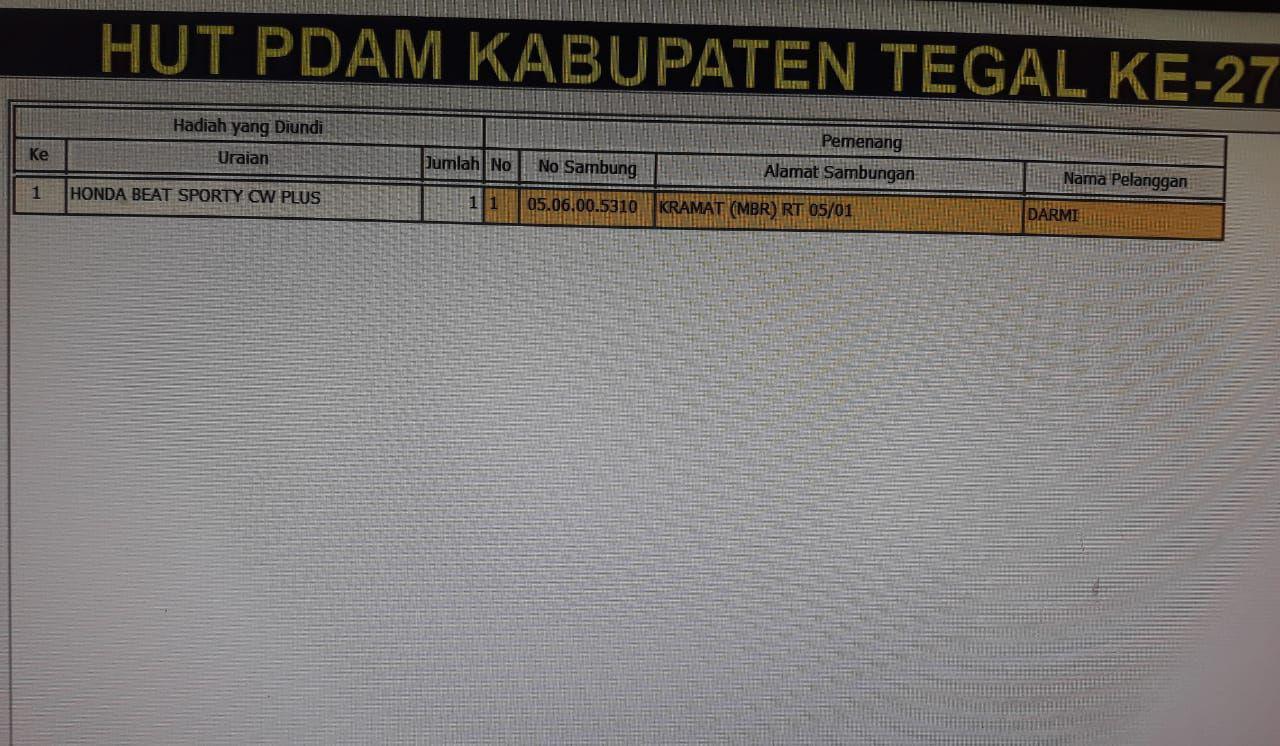 HUT PDAM KABUPATEN TEGAL KE-27
Hadiah yang Diundi Pemenang
Ke Uraian Jumlah No No Sambung Alamat Sambungan Nama Pelanggan
1 HONDA BEAT SPORTY CW PLUS 1 1 05.06.00.5310 KRAMAT (MBR) RT 05/01 DARMI